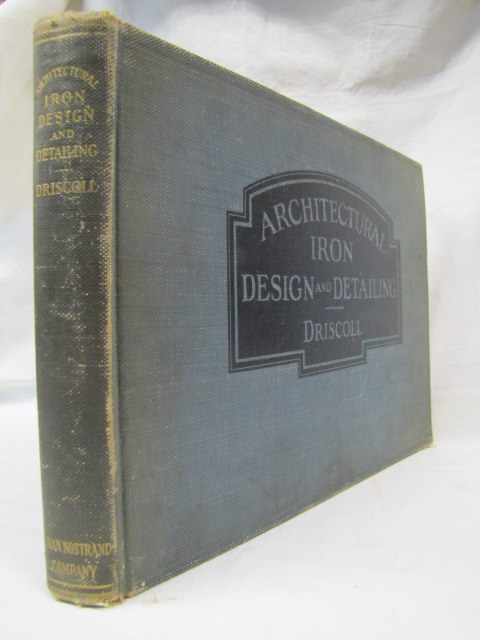 ARCHITECTURAL
IRON
DESIGN
AND
DETAILING
DRISCOLL
VAN NOSTRAND
COMPANY
ARCHITECTURAL
IRON
DESIGN AND DETAILING
DRISCOLL